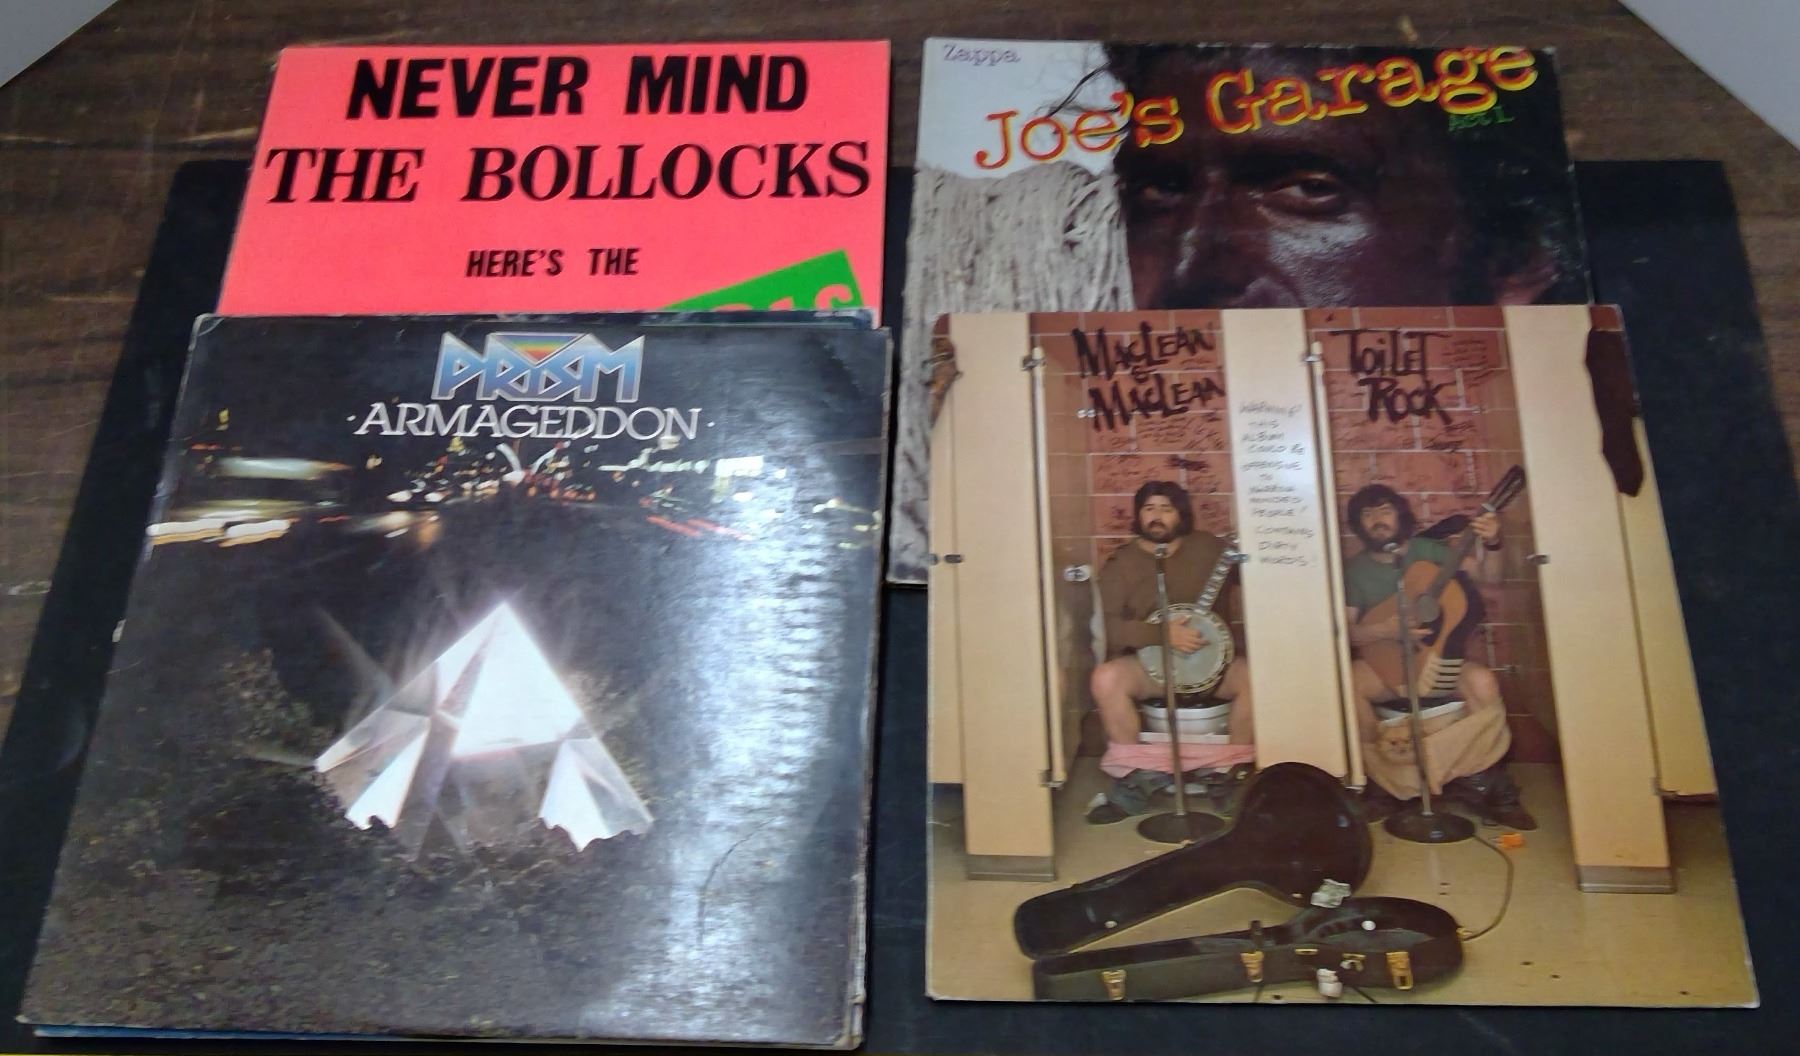 NEVER MIND
THE BOLLOCKS
HERE'S THE
Zappa
Joe's Garage
Act I
PRISM
ARMAGEDDON
MACLEAN
&
MACLEAN
TOILET
ROCK
WARNING!
THIS
ALBUM
COULD BE
OFFENSIVE
TO
NARROW
MINDED
PEOPLE!
CONTAINS
DIRTY
WORDS!